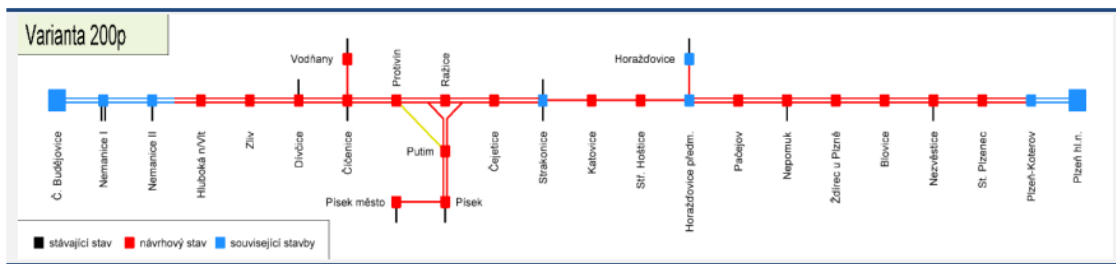 Varianta 200p
Vodňany
Protivín
Ražice
Horažďovice
Č. Budějovice
Nemanice I
Nemanice II
Hluboká n/Vlt
Zliv
Dívčice
Číčenice
Putim
Čejetice
Strakonice
Katovice
Stř. Hoštice
Horažďovice předm.
Pačejov
Nepomuk
Ždírec u Plzně
Blovice
Nezvěstice
St. Plzenec
Plzeň-Koterov
Plzeň hl.n.
Písek město
Písek
stávající stav
návrhový stav
související stavby